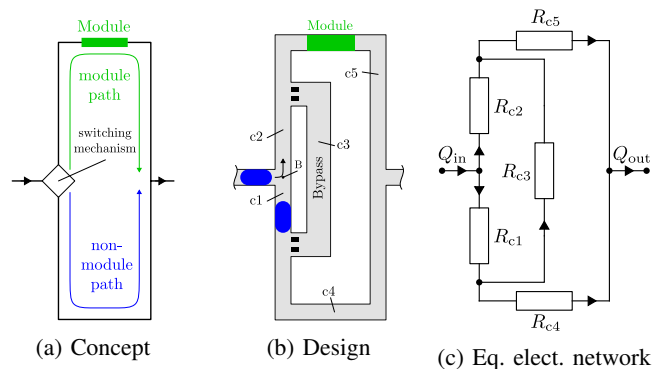 Module
module
path
switching
mechanism
non-
module
path
(a) Concept
Module
c5
c2
c3
B
Bypass
c1
c4
(b) Design
R_c5
R_c2
Q_in
Q_out
R_c3
R_c1
R_c4
(c) Eq. elect. network